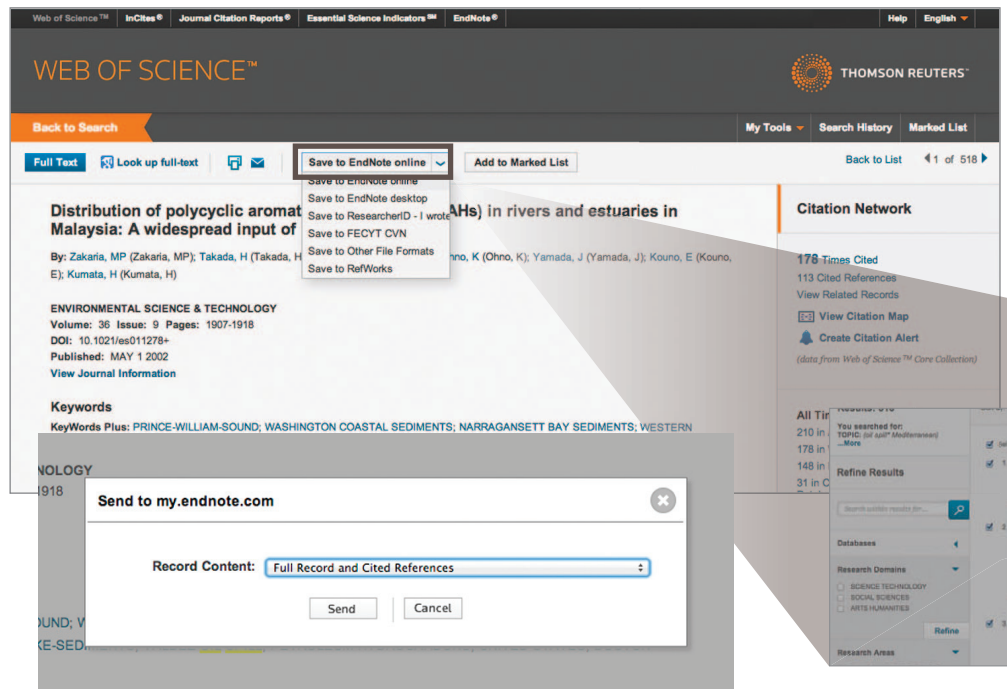 Web of Science™ InCites® Journal Citation Reports® Essential Science Indicators℠ EndNote® Help English
WEB OF SCIENCE™
THOMSON REUTERS™
Back to Search My Tools Search History Marked List
Full Text Look up full-text Save to EndNote online Add to Marked List Back to List 1 of 518
Save to EndNote online
Save to EndNote desktop
Save to ResearcherID - I wrote
Save to FECYT CVN
Save to Other File Formats
Save to RefWorks
Distribution of polycyclic aromat AHs) in rivers and estuaries in
Malaysia: A widespread input of
By: Zakaria, MP (Zakaria, MP); Takada, H (Takada, H hno, K (Ohno, K); Yamada, J (Yamada, J); Kouno, E (Kouno,
E); Kumata, H (Kumata, H)
ENVIRONMENTAL SCIENCE & TECHNOLOGY
Volume: 36 Issue: 9 Pages: 1907-1918
DOI: 10.1021/es011278+
Published: MAY 1 2002
View Journal Information
Keywords
KeyWords Plus: PRINCE-WILLIAM-SOUND; WASHINGTON COASTAL SEDIMENTS; NARRAGANSETT BAY SEDIMENTS; WESTERN
Citation Network
178 Times Cited
113 Cited References
View Related Records
View Citation Map
Create Citation Alert
(data from Web of Science™ Core Collection)
All Tim
210 in
178 in
148 in
31 in C
NOLOGY
1918
Send to my.endnote.com
Record Content: Full Record and Cited References
Send Cancel
OUND; V
KE-SED
Results:
You searched for:
TOPIC: (oil spill* Mediterranean)
...More
Refine Results
Search within results for...
Databases
Research Domains
SCIENCE TECHNOLOGY
SOCIAL SCIENCES
ARTS HUMANITIES
Refine
Research Areas
1
2
3